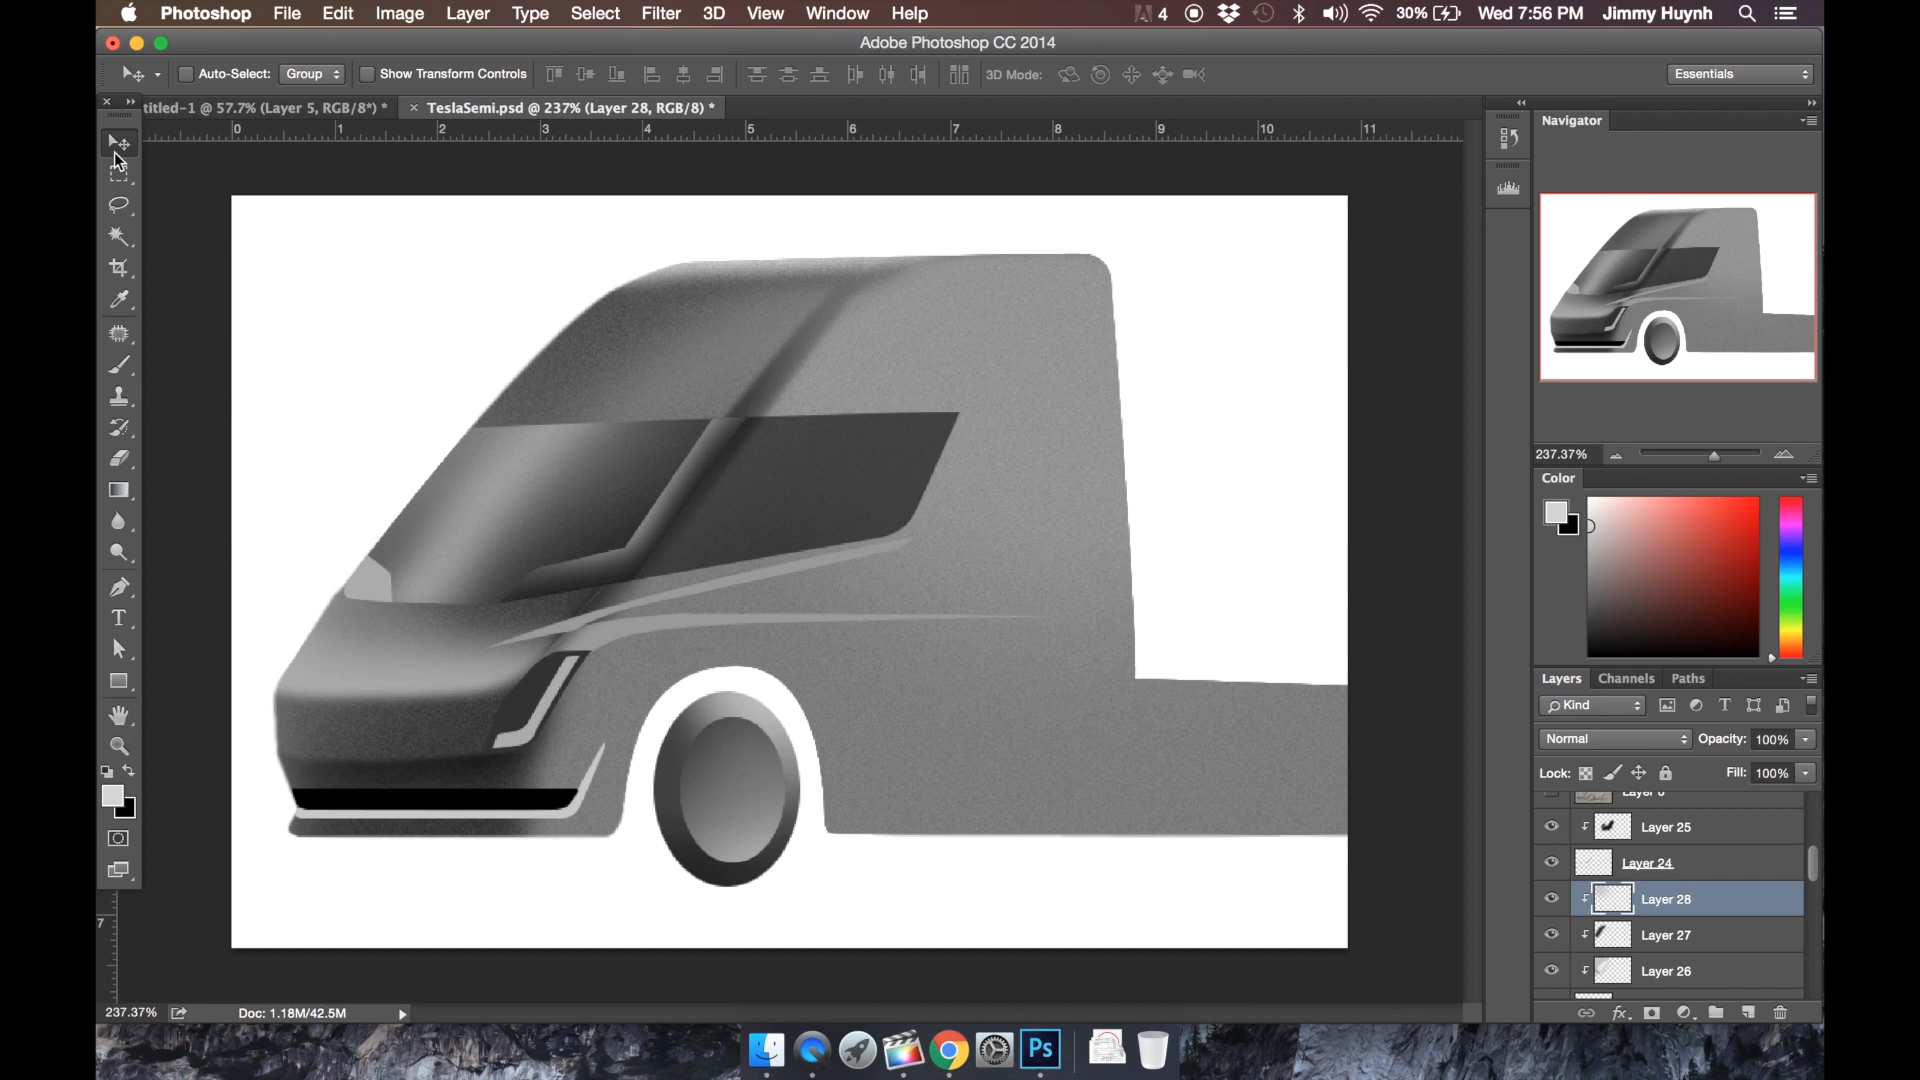 Photoshop File Edit Image Layer Type Select Filter 3D View Window Help 4 30% Wed 7:56 PM Jimmy Huynh
Adobe Photoshop CC 2014
Auto-Select: Group Show Transform Controls 3D Mode: Essentials
titled-1 @ 57.7% (Layer 5, RGB/8*) * × TeslaSemi.psd @ 237% (Layer 28, RGB/8) *
0 1 2 3 4 5 6 7 8 9 10 11
Navigator
237.37%
Color
Layers Channels Paths
Kind
Normal Opacity: 100%
Lock: Fill: 100%
Layer 25
Layer 24
Layer 28
Layer 27
Layer 26
7
237.37% Doc: 1.18M/42.5M
Ps